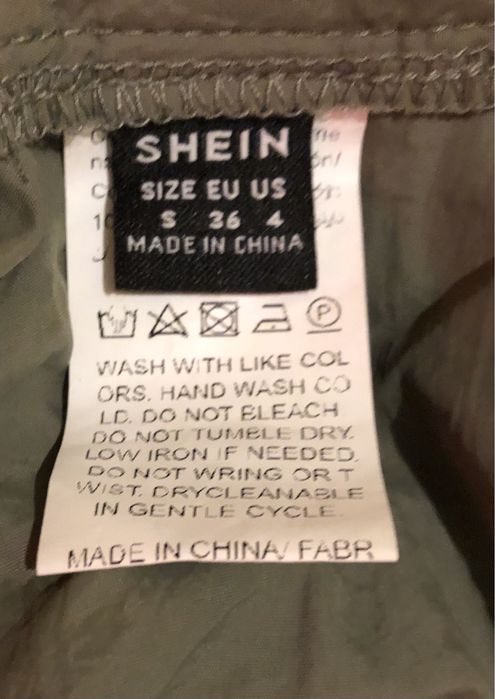 SHEIN
SIZE EU US
S 36 4
MADE IN CHINA
P
WASH WITH LIKE COL
ORS. HAND WASH CO
LD. DO NOT BLEACH
DO NOT TUMBLE DRY.
LOW IRON IF NEEDED.
DO NOT WRING OR T
WIST. DRYCLEANABLE
IN GENTLE CYCLE.
MADE IN CHINA/ FABR